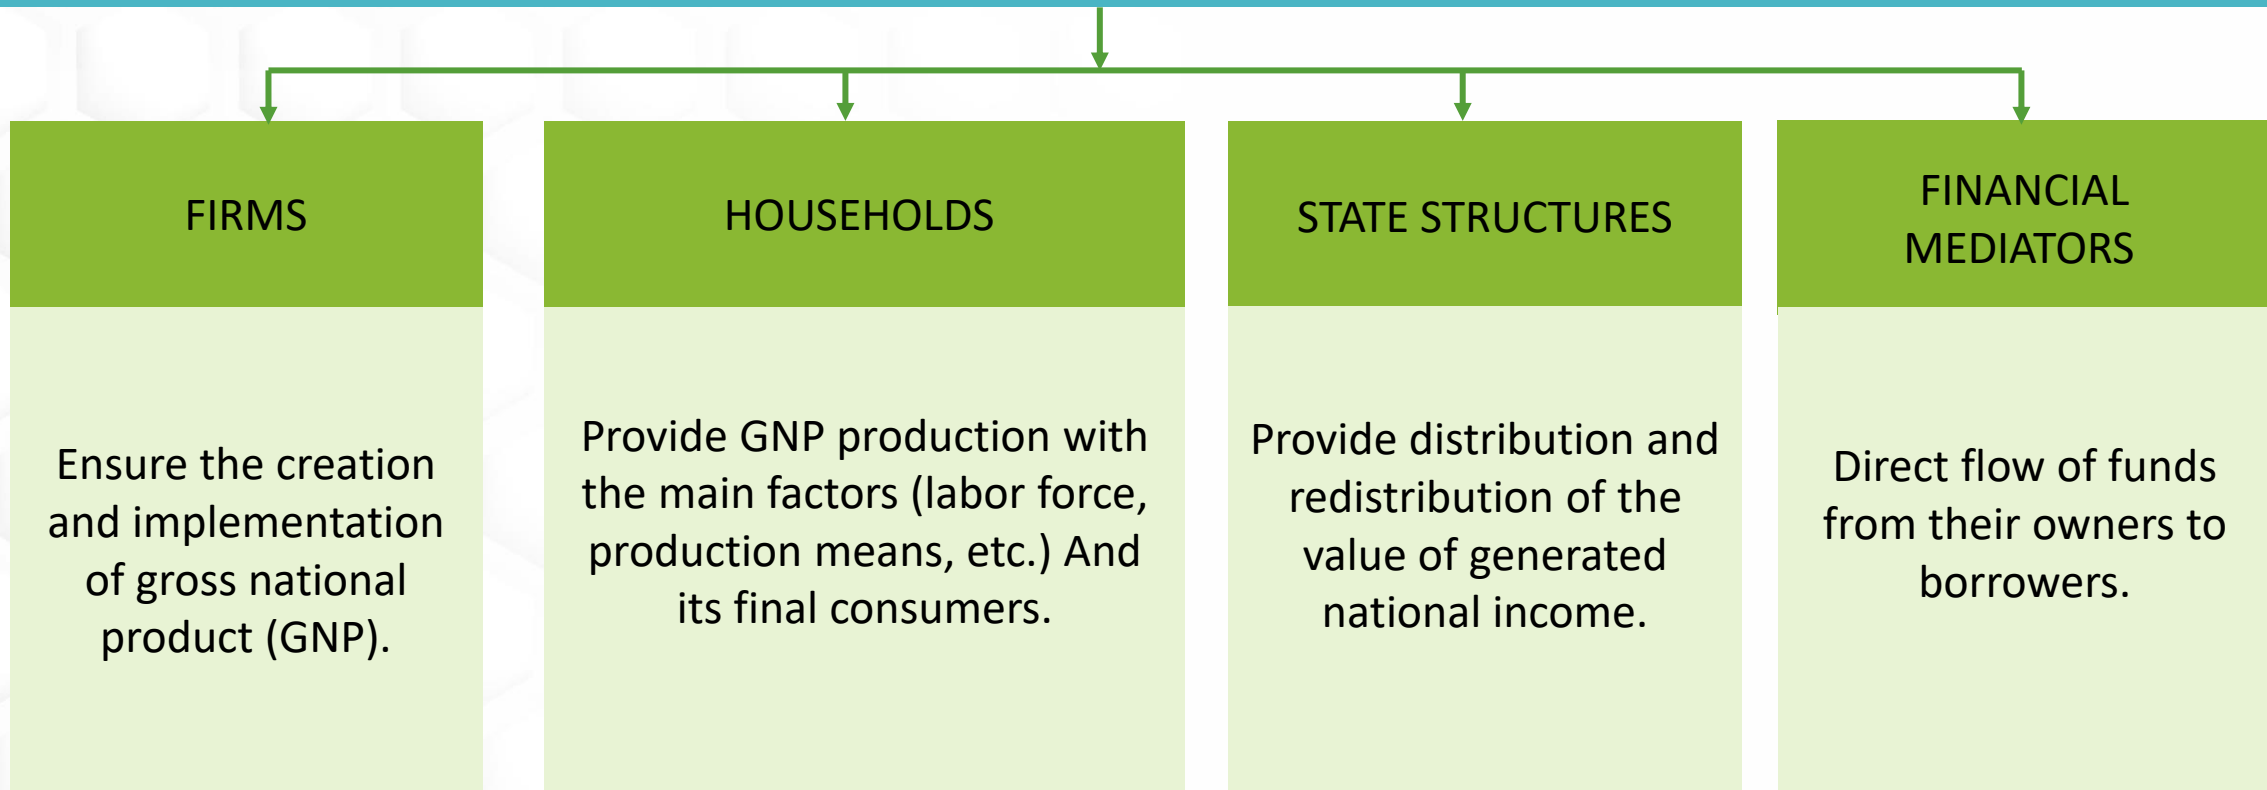 FIRMS
Ensure the creation
and implementation
of gross national
product (GNP).
HOUSEHOLDS
Provide GNP production with
the main factors (labor force,
production means, etc.) And
its final consumers.
STATE STRUCTURES
Provide distribution and
redistribution of the
value of generated
national income.
FINANCIAL
MEDIATORS
Direct flow of funds
from their owners to
borrowers.